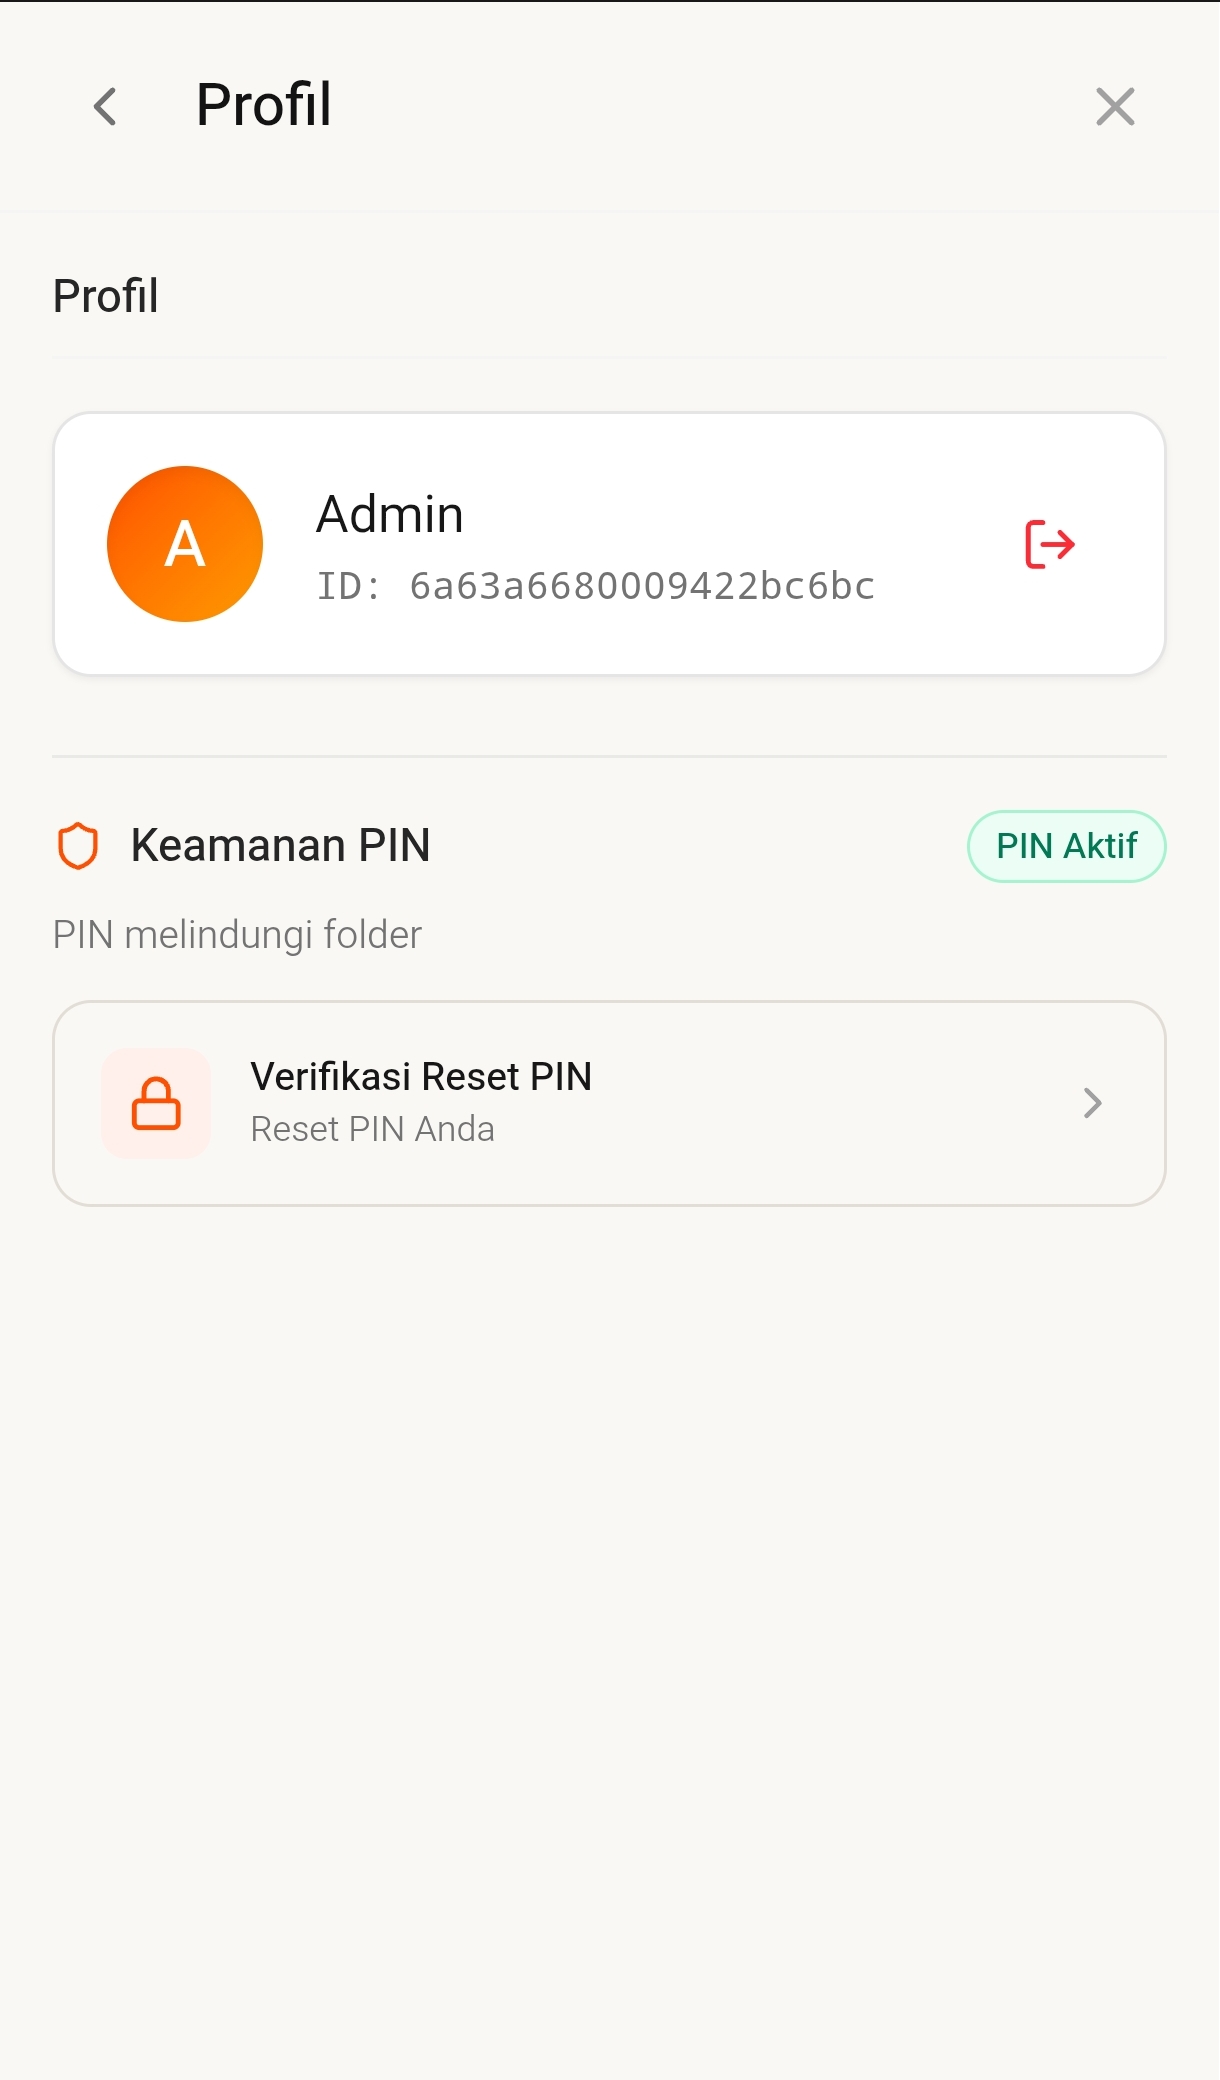 Profil
Profil
A
Admin
ID: 6a63a6680009422bc6bc
Keamanan PIN
PIN Aktif
PIN melindungi folder
Verifikasi Reset PIN
Reset PIN Anda